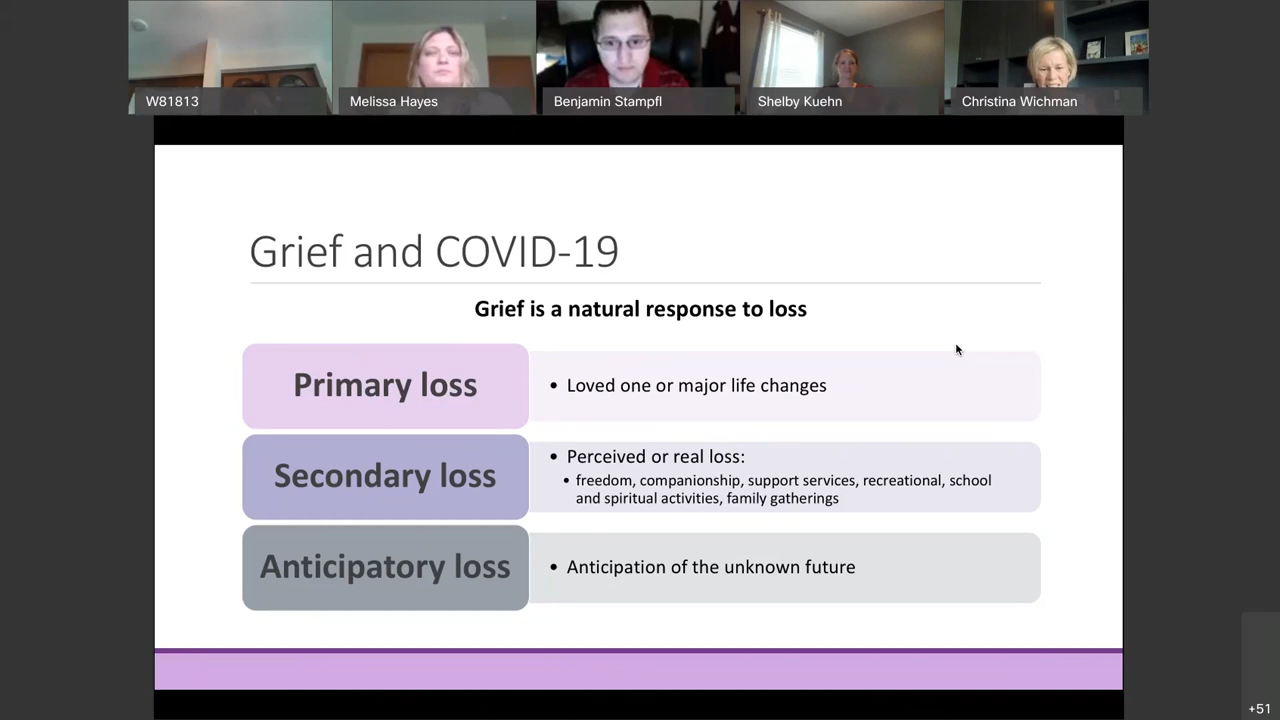 W81813
Melissa Hayes
Benjamin Stampfl
Shelby Kuehn
Christina Wichman
Grief and COVID-19
Grief is a natural response to loss
Primary loss
• Loved one or major life changes
Secondary loss
• Perceived or real loss:
• freedom, companionship, support services, recreational, school
and spiritual activities, family gatherings
Anticipatory loss
• Anticipation of the unknown future
+51